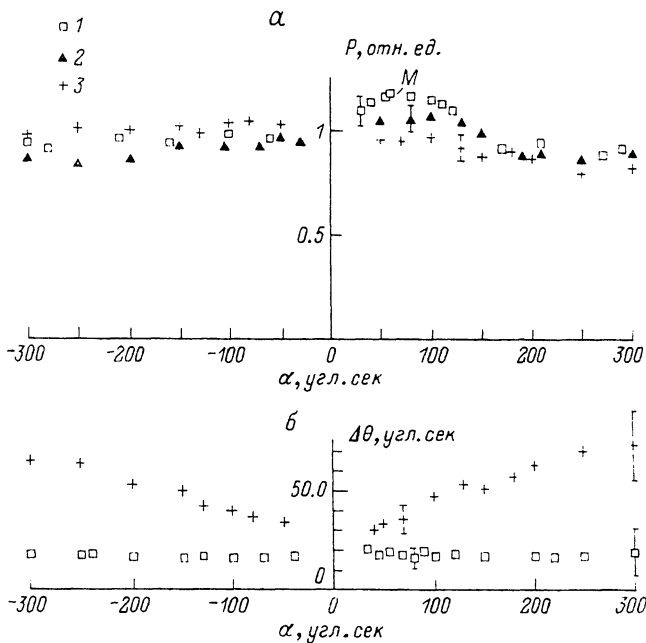 1
2
3
а
P, отн. ед.
M
1
0.5
-300 -200 -100 0 100 200 300
α, угл. сек
б
Δθ, угл. сек
50.0
0
-300 -200 -100 0 100 200 300
α, угл. сек